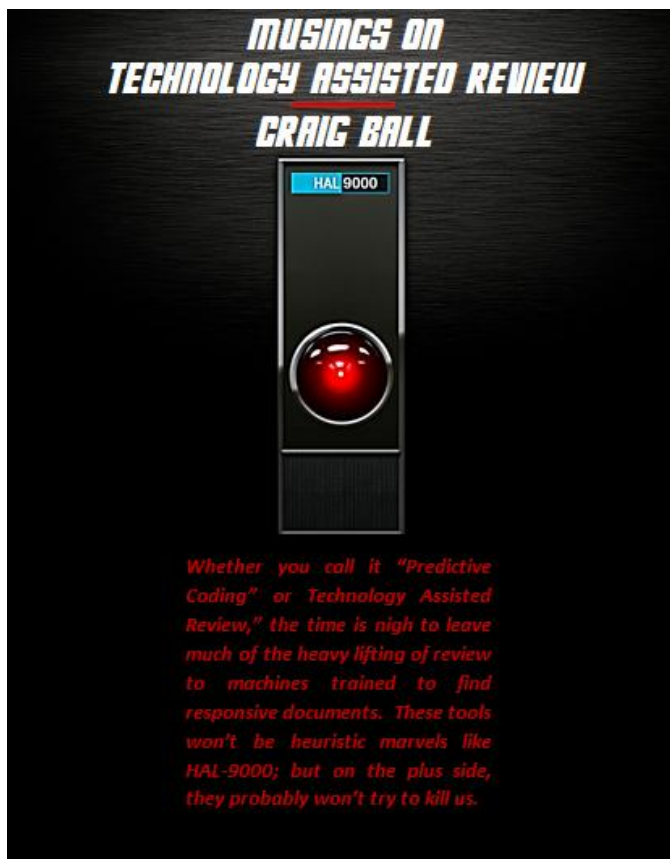 MUSINGS ON
TECHNOLOGY ASSISTED REVIEW
CRAIG BALL
HAL 9000
Whether you call it “Predictive
Coding” or Technology Assisted
Review,” the time is nigh to leave
much of the heavy lifting of review
to machines trained to find
responsive documents. These tools
won’t be heuristic marvels like
HAL-9000; but on the plus side,
they probably won’t try to kill us.